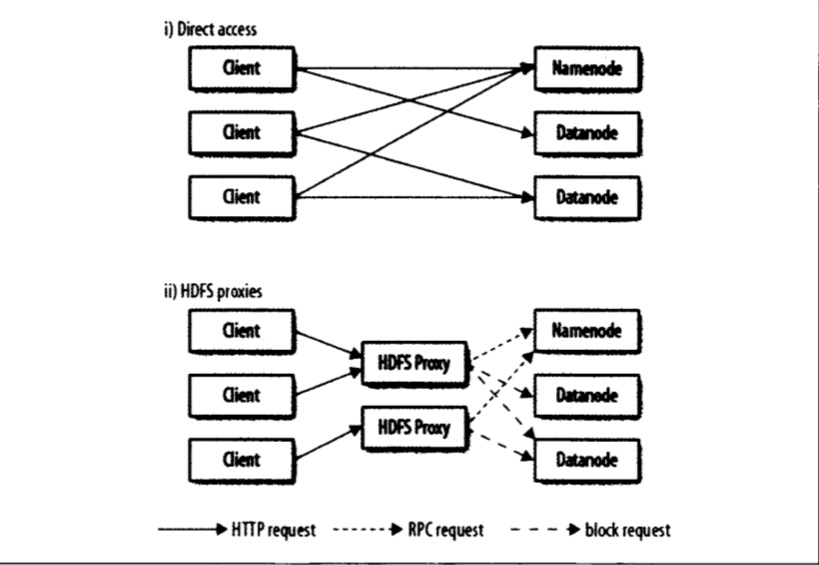 i) Direct access
Client
Namenode
Client
Datanode
Client
Datanode
ii) HDFS proxies
Client
Namenode
HDFS Proxy
Client
Datanode
HDFS Proxy
Client
Datanode
HTTP request
RPC request
block request